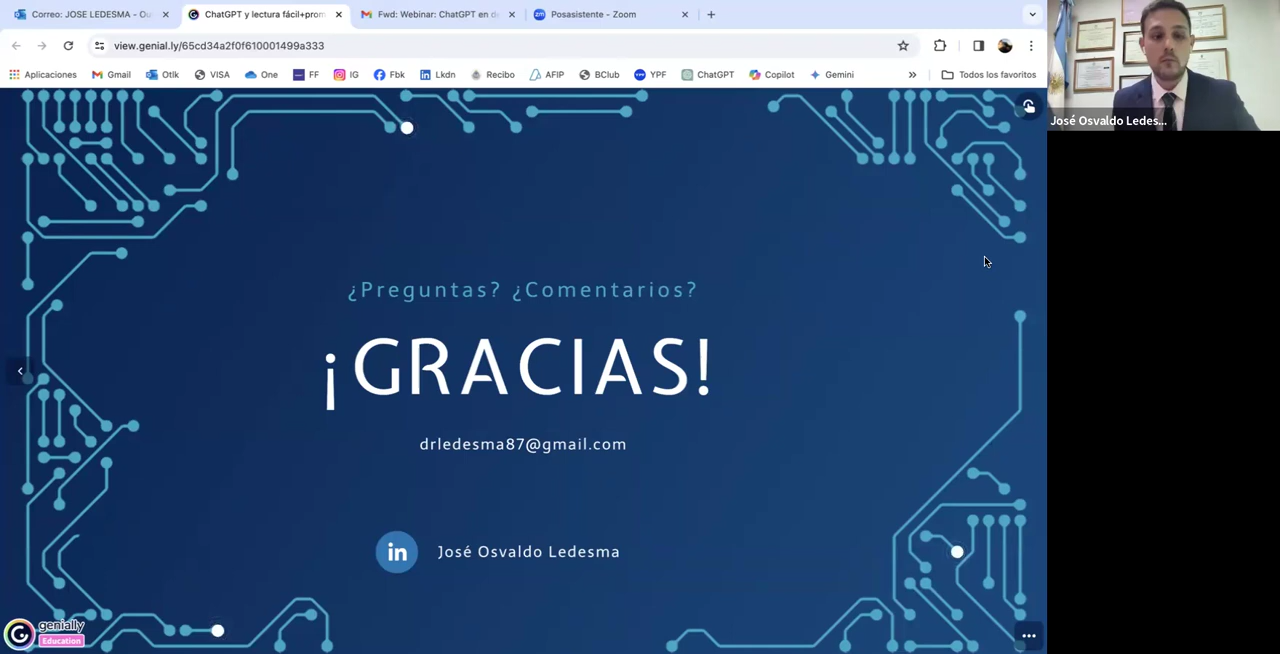 Correo: JOSE LEDESMA - Ou
ChatGPT y lectura fácil+prom
Fwd: Webinar: ChatGPT en d
Posasistente - Zoom
view.genial.ly/65cd34a2f0f610001499a333
Aplicaciones
Gmail
Otlk
VISA
One
FF
IG
Fbk
Lkdn
Recibo
AFIP
BClub
YPF
ChatGPT
Copilot
Gemini
»
Todos los favoritos
José Osvaldo Ledes...
¿Preguntas? ¿Comentarios?
¡GRACIAS!
drledesma87@gmail.com
in José Osvaldo Ledesma
genially
Education